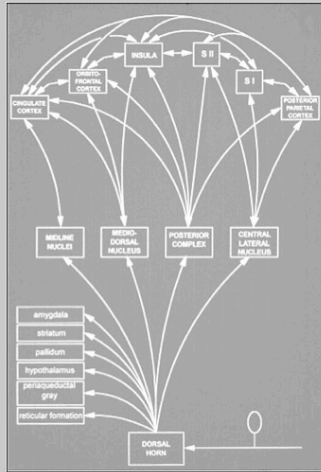 INSULA
S II
ORBITO-
FRONTAL
CORTEX
S I
CINGULATE
CORTEX
POSTERIOR
PARIETAL
CORTEX
MIDLINE
NUCLEI
MEDIO-
DORSAL
NUCLEUS
POSTERIOR
COMPLEX
CENTRAL
LATERAL
NUCLEUS
amygdala
striatum
pallidum
hypothalamus
periaqueductal
gray
reticular formation
DORSAL
HORN